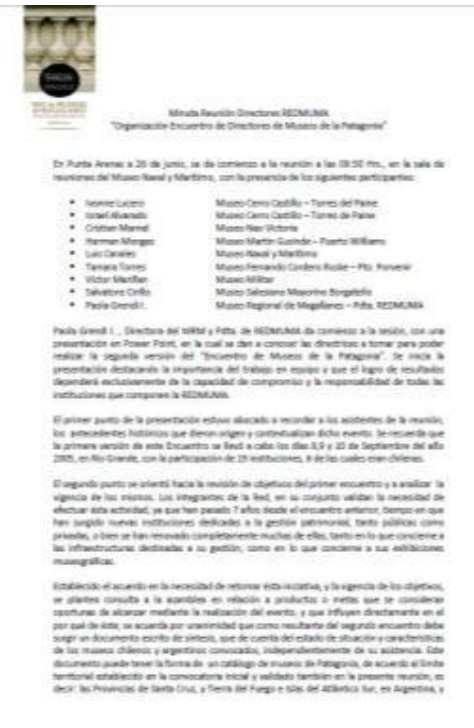 Minuta Reunión Directores REDMUMA
"Organización Encuentro de Directores de Museos de la Patagonia"
En Punta Arenas a 26 de junio, se da comienzo a la reunión a las 09:50 hrs., en la sala de
reuniones del Museo Naval y Marítimo, con la presencia de los siguientes participantes:
Ivonne Lucero Museo Cerro Castillo – Torres del Paine
Israel Alvarado Museo Cerro Castillo – Torres de Paine
Cristian Museo Nao Victoria
Museo Martin Gusinde – Puerto Williams
Luis Canales Museo Naval y Marítimo
Tamara Torres Museo Fernando Cordero Ruske – Pto. Porvenir
Victor Museo Militar
Salvatore Cirillo Museo Salesiano Maggiorino Borgatello
Paola Grendi I. Museo Regional de Magallanes – Pdta. REDMUMA
Paola Grendi I. , Directora del MRM y Pdta. de REDMUMA da comienzo a la sesión, con una
presentación en Power Point, en la cual se dan a conocer las directrices a tomar para poder
realizar la segunda versión del "Encuentro de Museos de la Patagonia". Se inicia la
presentación destacando la importancia del trabajo en equipo y que el logro de resultados
dependerá exclusivamente de la capacidad de compromiso y la responsabilidad de todas las
instituciones que componen la REDMUMA.
El primer punto de la presentación estuvo abocado a recordar a los asistentes de la reunión,
los antecedentes históricos que dieron origen y contextualizan dicho evento. Se recuerda que
la primera versión de este Encuentro se llevó a cabo los días 8,9 y 10 de Septiembre del año
2005, en Río Grande, con la participación de 19 instituciones, 6 de las cuales eran chilenas.
El segundo punto se orientó hacia la revisión de objetivos del primer encuentro y a analizar la
vigencia de los mismos. Los integrantes de la Red, en su conjunto validan la necesidad de
efectuar esta actividad, ya que han pasado 7 años desde el encuentro anterior, tiempo en que
han surgido nuevas instituciones dedicadas a la gestión patrimonial, tanto públicas como
privadas, o bien se han renovado completamente muchas de ellas, tanto en lo que concierne a
las infraestructuras destinadas a su gestión, como en lo que concierne a sus exhibiciones
museográficas.
Establecido el acuerdo en la necesidad de retomar ésta iniciativa, y la vigencia de los objetivos,
se plantea consulta a la asamblea en relación a productos o metas que se consideran
oportunas de alcanzar mediante la realización del evento, y que influyen directamente en el
por qué de éste, se acuerda por unanimidad que como resultante del segundo encuentro debe
surgir un documento escrito de síntesis, que de cuenta del estado de situación y características
de los museos chilenos y argentinos convocados, independientemente de su asistencia. Este
documento puede tener la forma de un catálogo de museos de Patagonia, de acuerdo al límite
territorial establecido en la convocatoria inicial y validado también en la presente reunión, es
decir: las Provincias de Santa Cruz, y Tierra del Fuego e Islas del Atlántico Sur, en Argentina, y